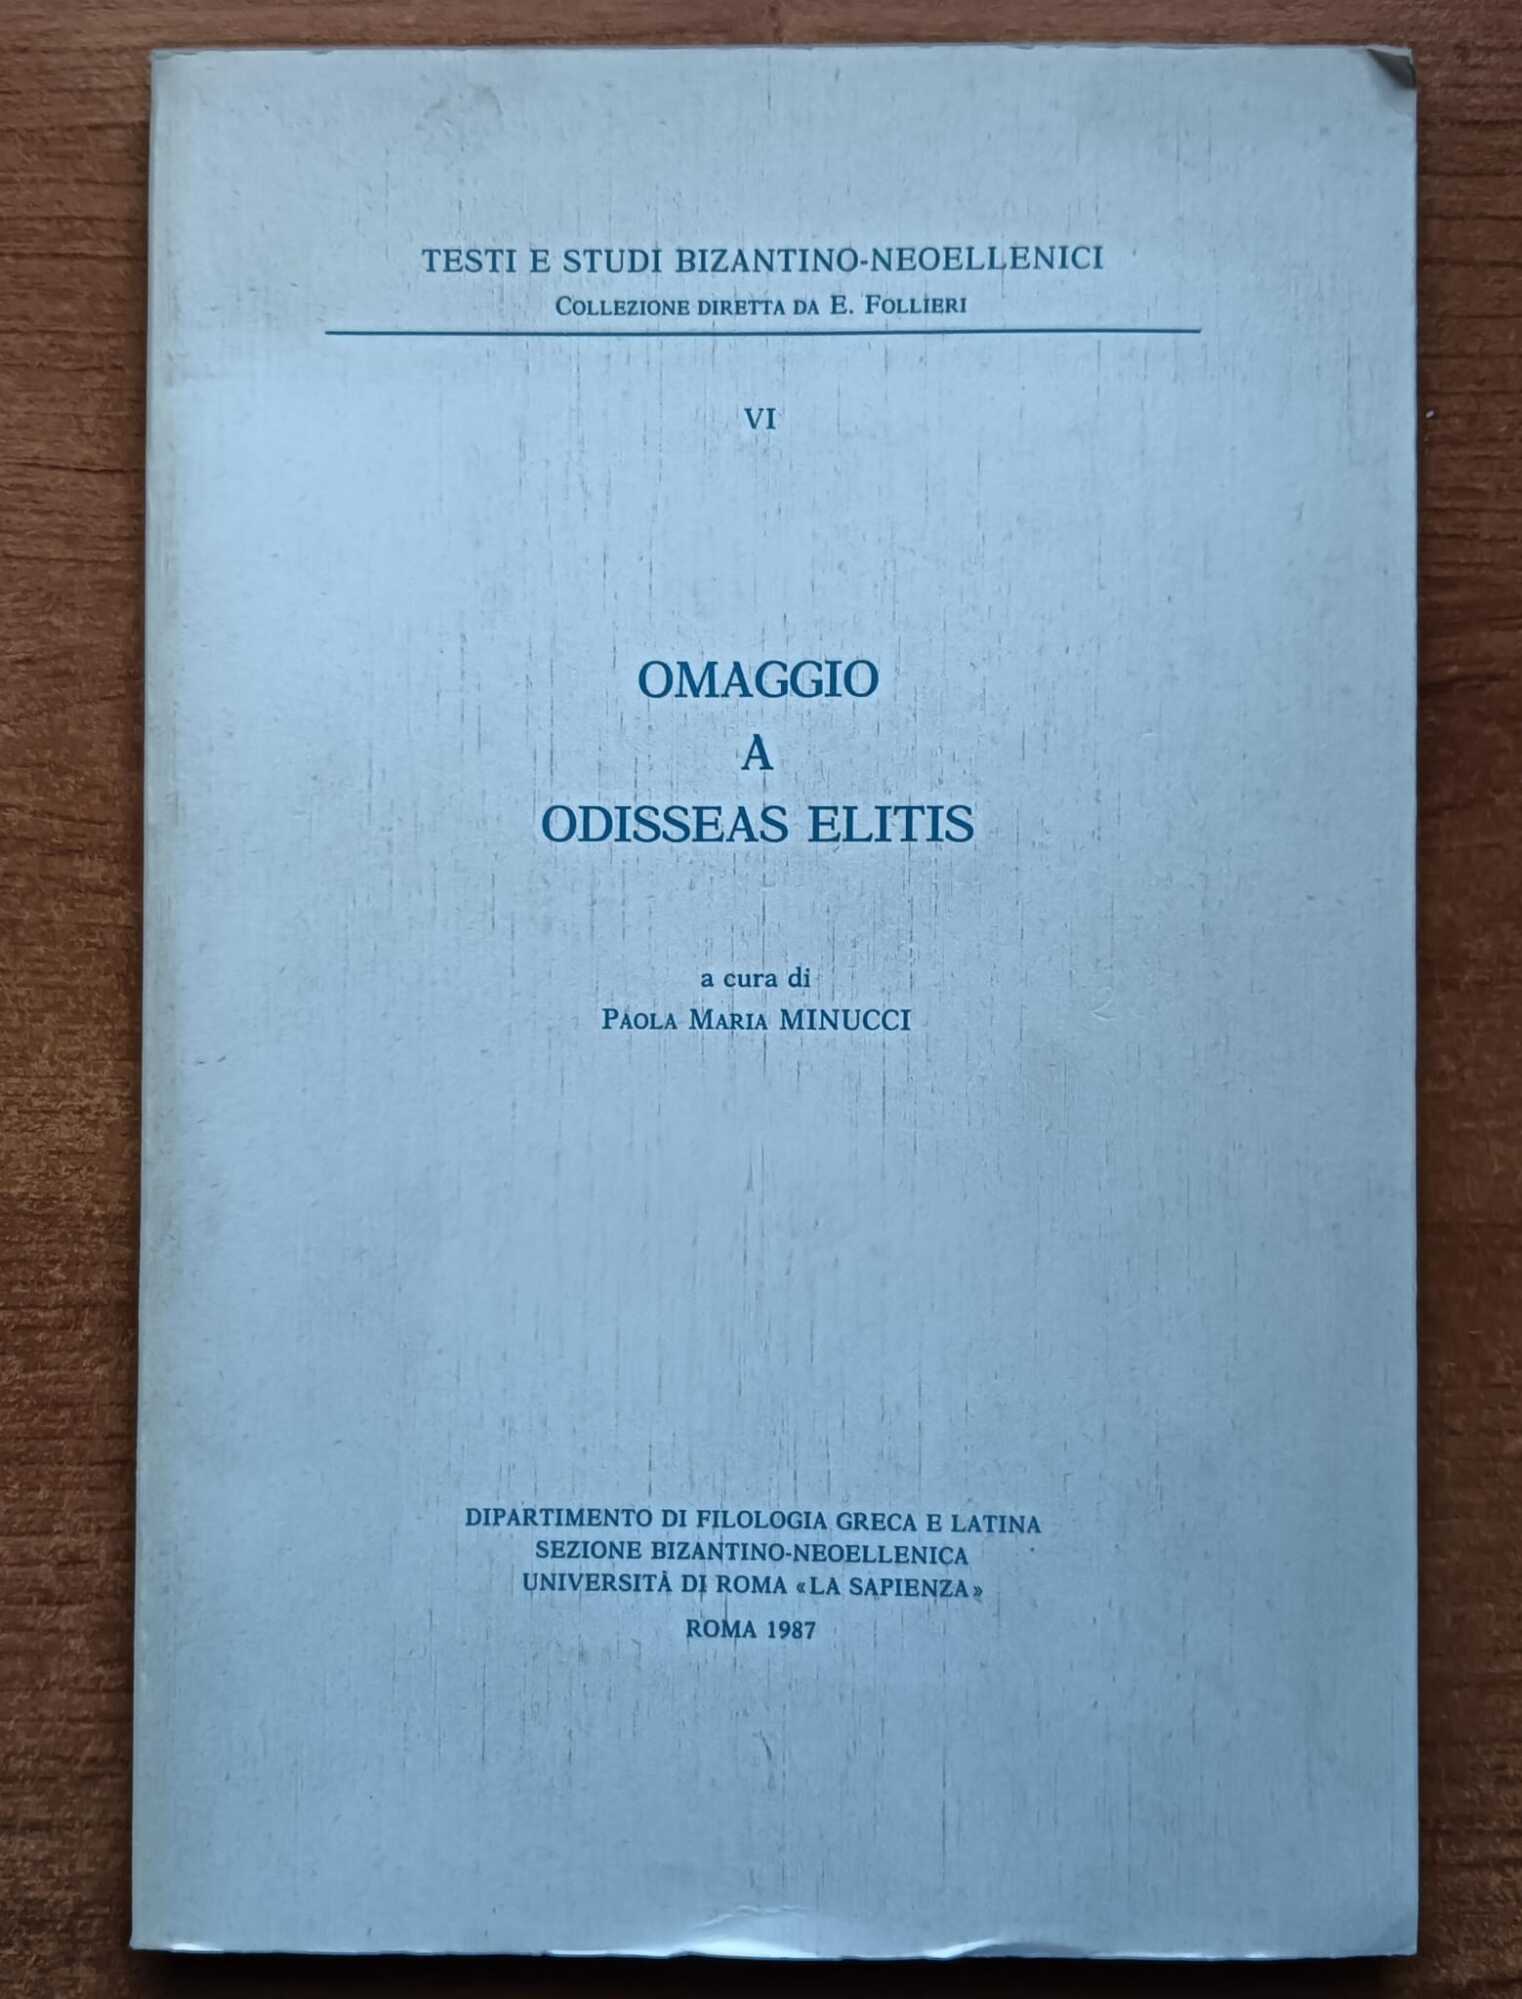 TESTI E STUDI BIZANTINO-NEOELLENICI
COLLEZIONE DIRETTA DA E. FOLLIERI
VI
OMAGGIO
A
ODISSEAS ELITIS
a cura di
PAOLA MARIA MINUCCI
DIPARTIMENTO DI FILOLOGIA GRECA E LATINA
SEZIONE BIZANTINO-NEOELLENICA
UNIVERSITÀ DI ROMA «LA SAPIENZA»
ROMA 1987